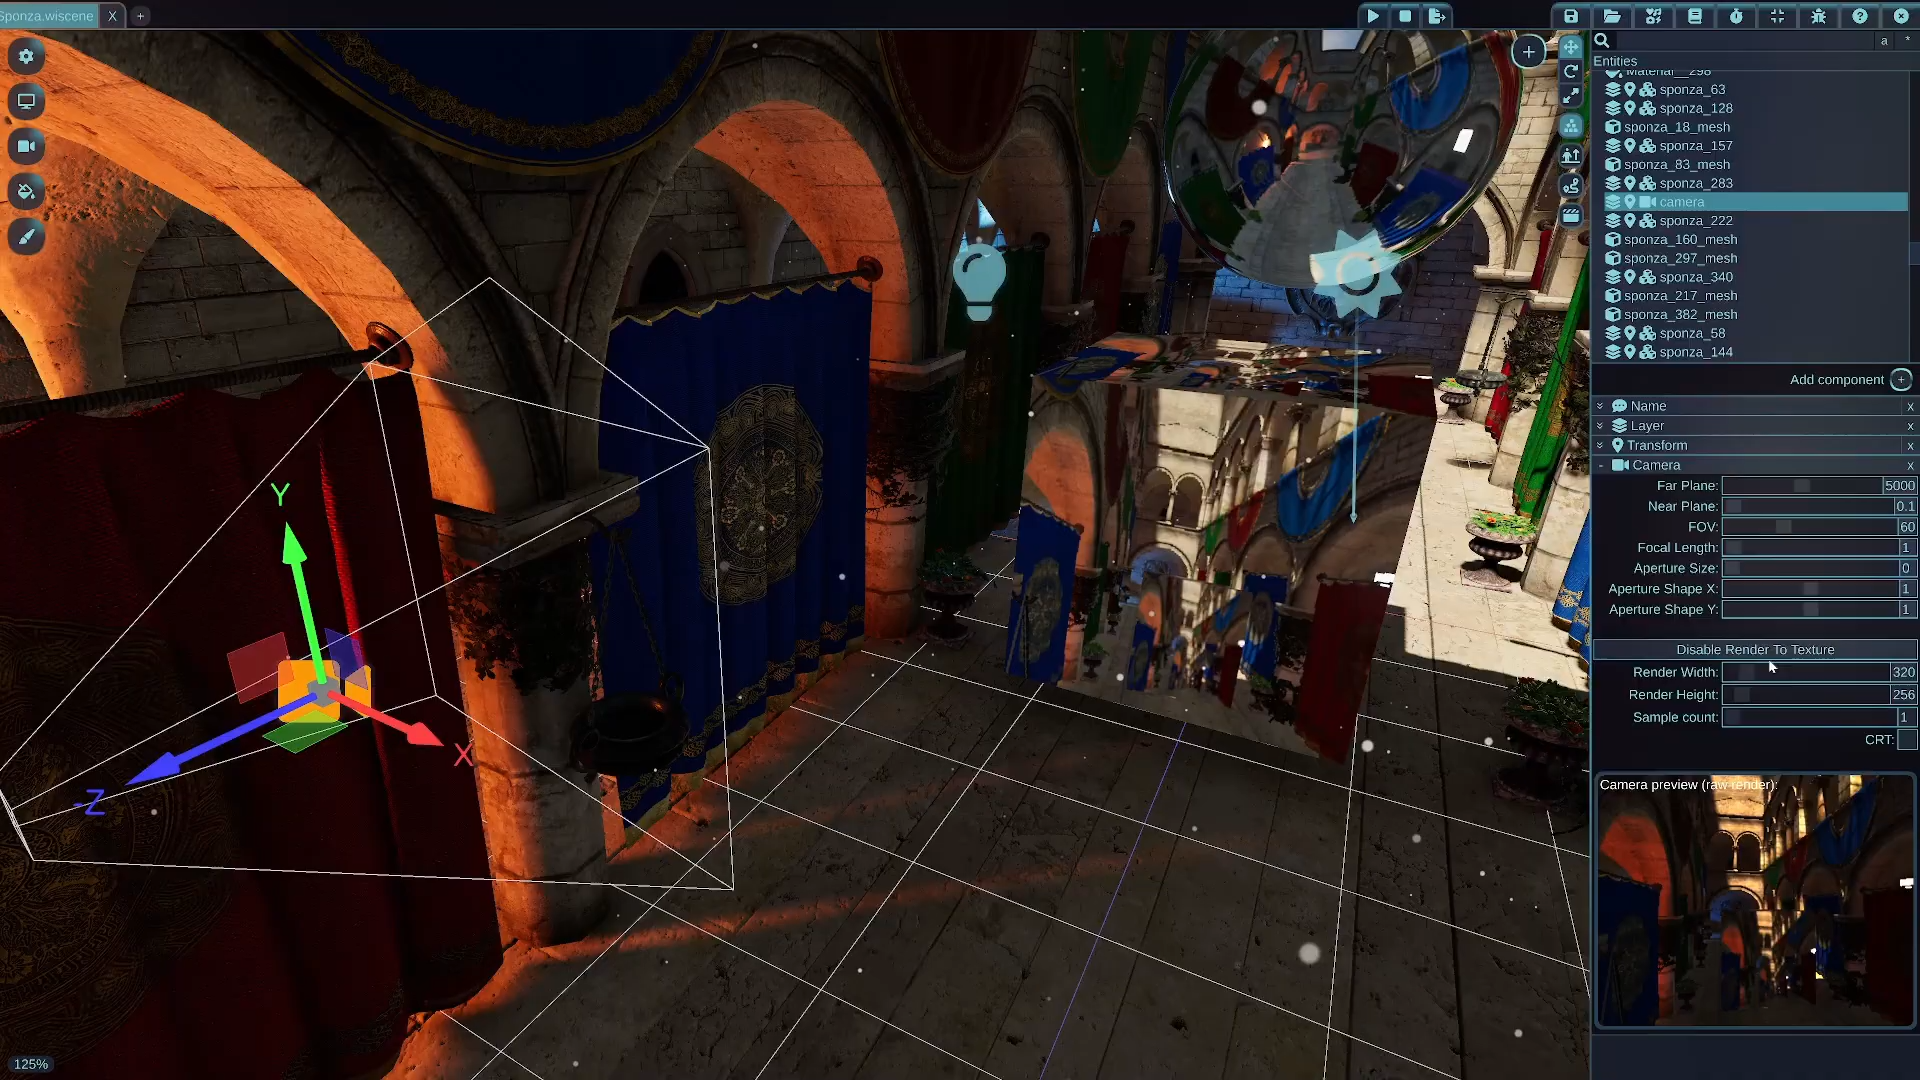 Sponza.wiscene
X
+
a
*
Entities
Material__298
sponza_63
sponza_128
sponza_18_mesh
sponza_157
sponza_83_mesh
sponza_283
camera
sponza_222
sponza_160_mesh
sponza_297_mesh
sponza_340
sponza_217_mesh
sponza_382_mesh
sponza_58
sponza_144
Add component +
Name x
Layer x
Transform x
- Camera x
Far Plane: 5000
Near Plane: 0.1
FOV: 60
Focal Length: 1
Aperture Size: 0
Aperture Shape X: 1
Aperture Shape Y: 1
Disable Render To Texture
Render Width: 320
Render Height: 256
Sample count: 1
CRT:
Camera preview (raw render):
Y
X
-Z
125%